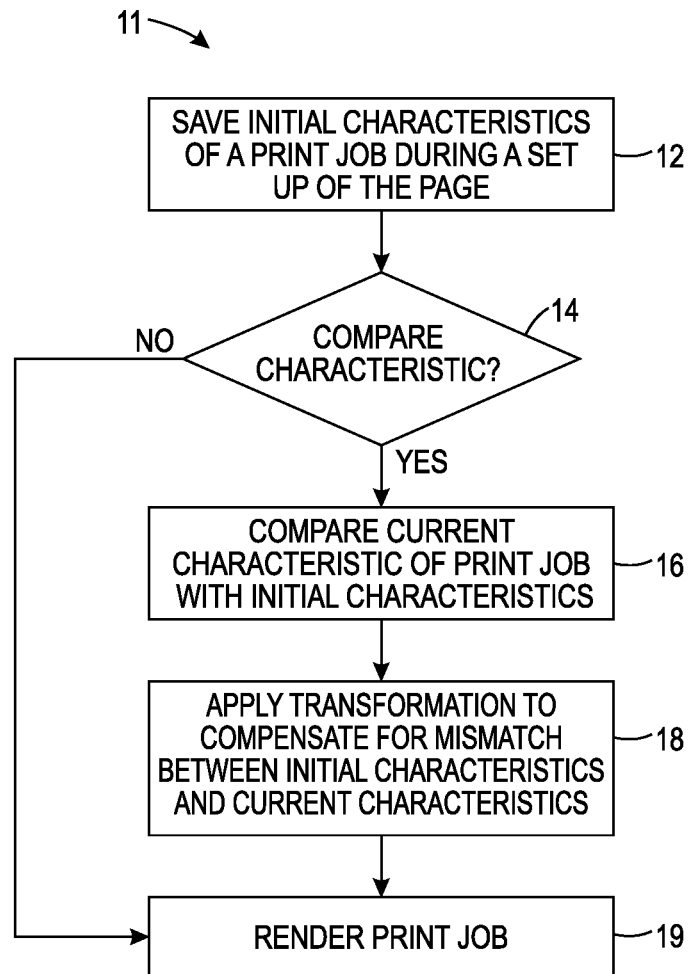 11
SAVE INITIAL CHARACTERISTICS
OF A PRINT JOB DURING A SET
UP OF THE PAGE
12
14
COMPARE
CHARACTERISTIC?
NO
YES
COMPARE CURRENT
CHARACTERISTIC OF PRINT JOB
WITH INITIAL CHARACTERISTICS
16
APPLY TRANSFORMATION TO
COMPENSATE FOR MISMATCH
BETWEEN INITIAL CHARACTERISTICS
AND CURRENT CHARACTERISTICS
18
RENDER PRINT JOB
19